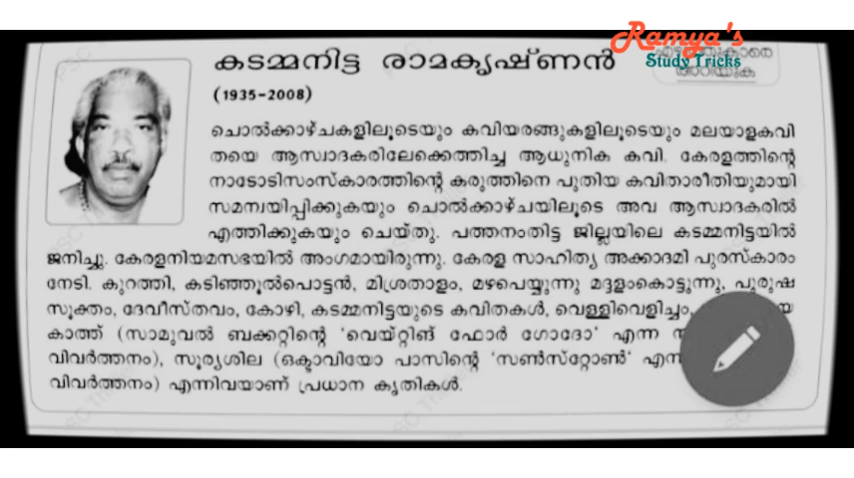 Ramya's
Study Tricks
അറിയുക
കടമ്മനിട്ട രാമകൃഷ്ണൻ
(1935-2008)
ചൊൽക്കാഴ്ചകളിലൂടെയും കവിയരങ്ങുകളിലൂടെയും മലയാളകവി
തയെ ആസ്വാദകരിലേക്കെത്തിച്ച ആധുനിക കവി. കേരളത്തിന്റെ
നാടോടിസംസ്കാരത്തിന്റെ കരുത്തിനെ പുതിയ കവിതാരീതിയുമായി
സമന്വയിപ്പിക്കുകയും ചൊൽക്കാഴ്ചയിലൂടെ അവ ആസ്വാദകരിൽ
എത്തിക്കുകയും ചെയ്തു. പത്തനംതിട്ട ജില്ലയിലെ കടമ്മനിട്ടയിൽ
ജനിച്ചു. കേരളനിയമസഭയിൽ അംഗമായിരുന്നു. കേരള സാഹിത്യ അക്കാദമി പുരസ്കാരം
നേടി. കുറത്തി, കടിഞ്ഞൂൽപൊട്ടൻ, മിശ്രതാളം, മഴപെയ്യുന്നു മദ്ദളംകൊട്ടുന്നു, പുരുഷ
സൂക്തം, ദേവീസ്തവം, കോഴി, കടമ്മനിട്ടയുടെ കവിതകൾ, വെള്ളിവെളിച്ചം,
കാത്ത് (സാമുവൽ ബക്കറ്റിന്റെ 'വെയ്റ്റിങ് ഫോർ ഗോദോ' എന്ന
വിവർത്തനം), സൂര്യശില (ഒക്ടാവിയോ പാസിന്റെ 'സൺസ്റ്റോൺ'
വിവർത്തനം) എന്നിവയാണ് പ്രധാന കൃതികൾ.